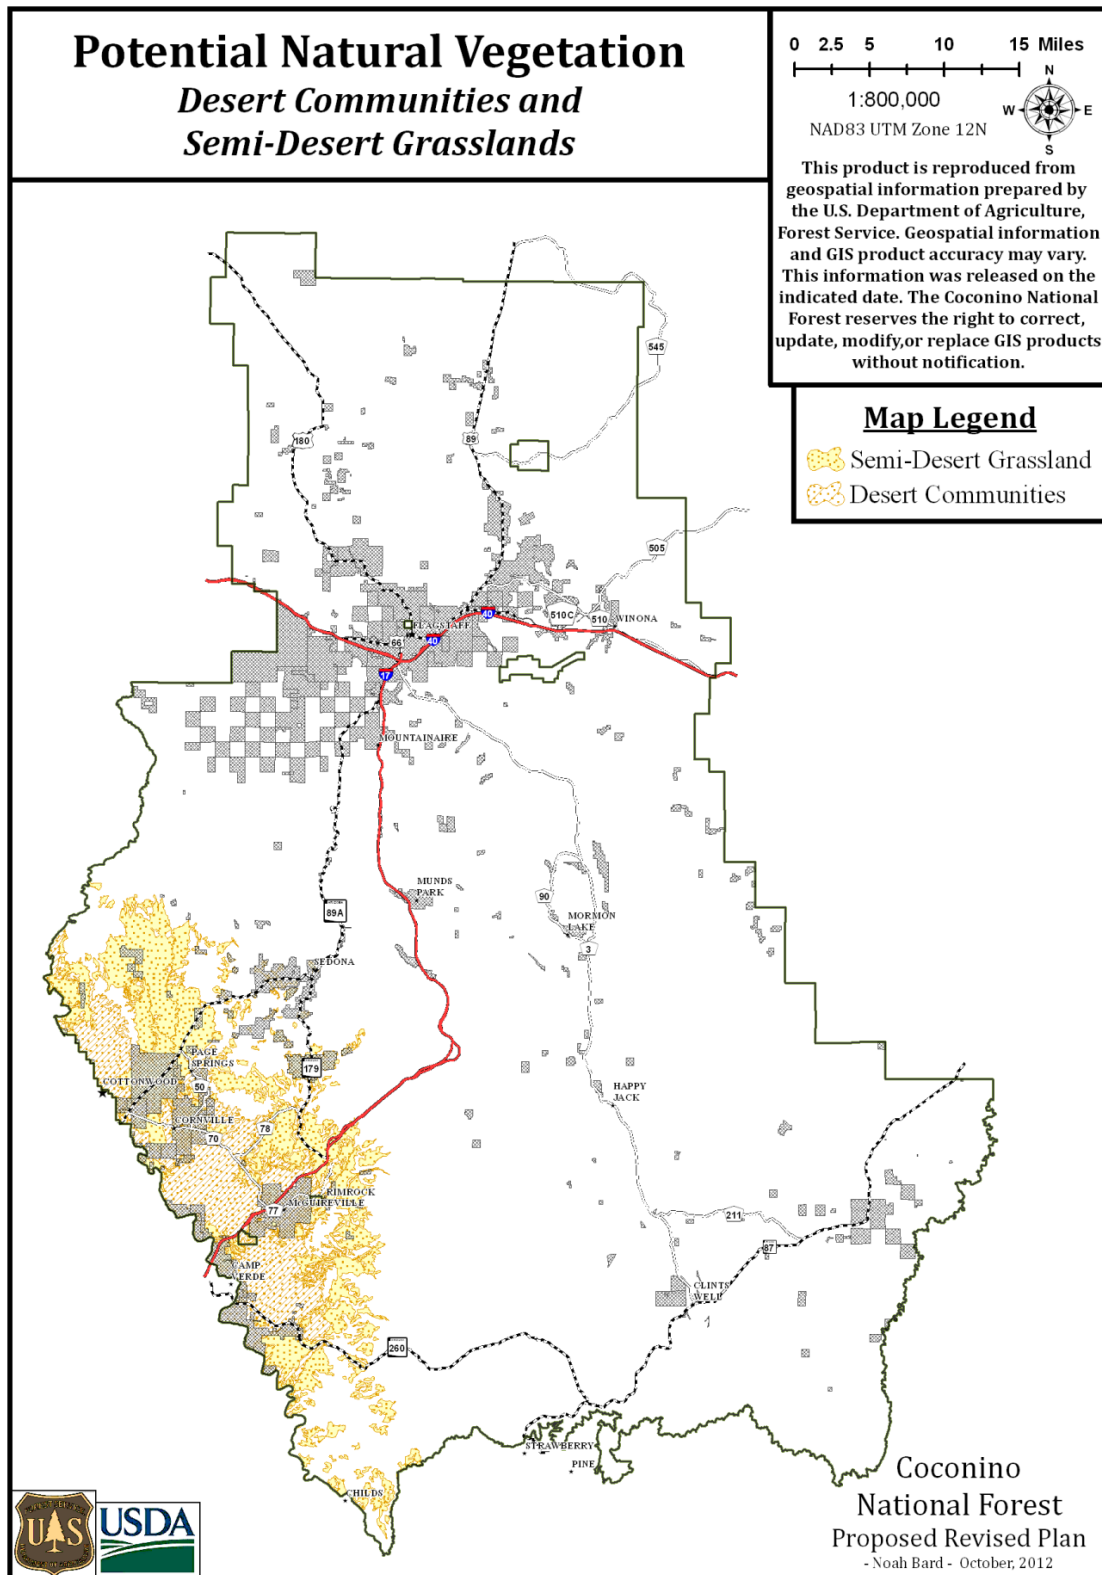 Potential Natural Vegetation
Desert Communities and
Semi-Desert Grasslands
0 2.5 5 10 15 Miles
1:800,000
NAD83 UTM Zone 12N
N
W E
S
This product is reproduced from
geospatial information prepared by
the U.S. Department of Agriculture,
Forest Service. Geospatial information
and GIS product accuracy may vary.
This information was released on the
indicated date. The Coconino National
Forest reserves the right to correct,
update, modify,or replace GIS products
without notification.
Map Legend
Semi-Desert Grassland
Desert Communities
545
180
89
505
510C
510
WINONA
40
FLAGSTAFF
40
66
17
MOUNTAINAIRE
MUNDS
PARK
90
89A
MORMON
LAKE
3
SEDONA
PAGE
SPRINGS
179
COTTONWOOD
50
HAPPY
JACK
CORNVILLE
78
70
RIMROCK
MCGUIREVILLE
77
211
87
AMP
ERDE
CLINTS
WELL
260
STRAWBERRY
PINE
CHILDS
US
USDA
Coconino
National Forest
Proposed Revised Plan
- Noah Bard - October, 2012